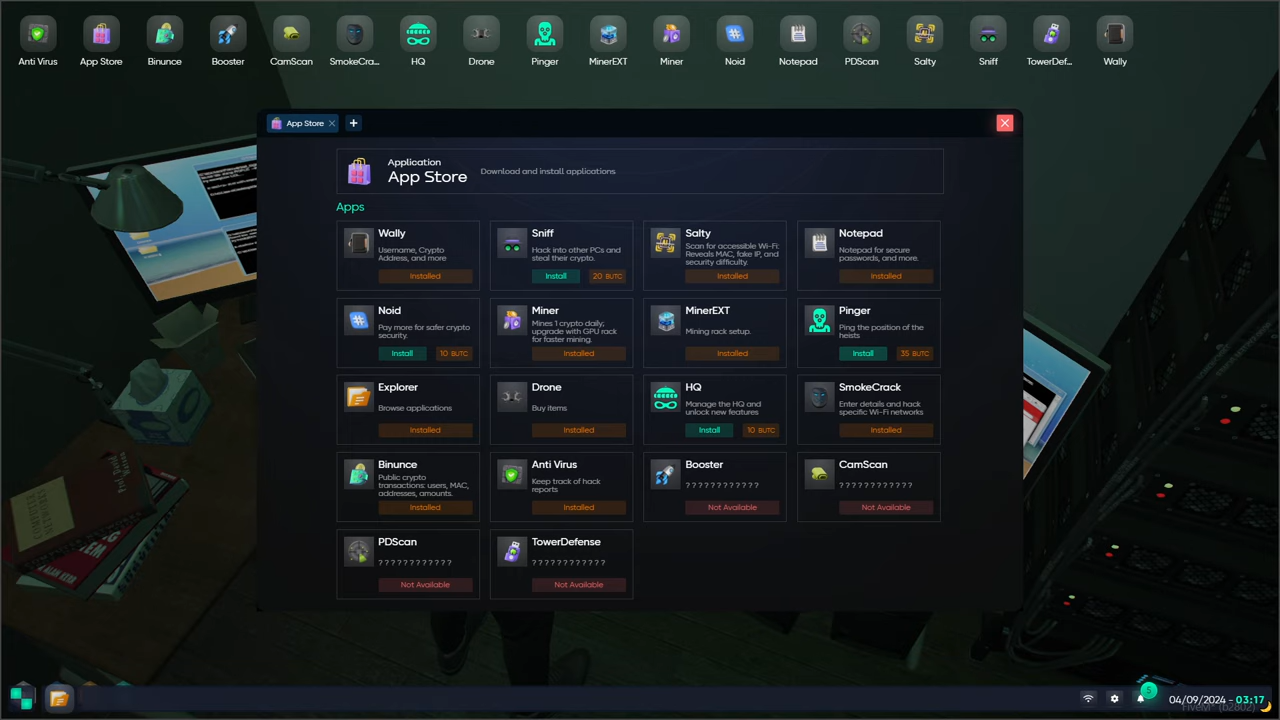 Anti Virus
App Store
Binunce
Booster
CamScan
SmokeCra...
HQ
Drone
Pinger
MinerEXT
Miner
Noid
Notepad
PDScan
Salty
Sniff
TowerDef...
Wally
App Store
Application
App Store
Download and install applications
Apps
Wally
Username, Crypto
Address, and more
Installed
Sniff
Hack into other PCs and
steal their crypto.
Install
20 BUTC
Salty
Scan for accessible Wi-Fi:
Reveals MAC, fake IP, and
security difficulty.
Installed
Notepad
Notepad for secure
passwords, and more.
Installed
Noid
Pay more for safer crypto
security.
Install
10 BUTC
Miner
Mines 1 crypto daily;
upgrade with GPU rack
for faster mining.
Installed
MinerEXT
Mining rack setup.
Installed
Pinger
Ping the position of the
heists
Install
35 BUTC
Explorer
Browse applications
Installed
Drone
Buy items
Installed
HQ
Manage the HQ and
unlock new features
Install
10 BUTC
SmokeCrack
Enter details and hack
specific Wi-Fi networks
Installed
Binunce
Public crypto
transactions: users, MAC,
addresses, amounts.
Installed
Anti Virus
Keep track of hack
reports
Installed
Booster
????????????
Not Available
CamScan
????????????
Not Available
PDScan
????????????
Not Available
TowerDefense
????????????
Not Available
5
04/09/2024 - 03:17
FiveM® (b2802)